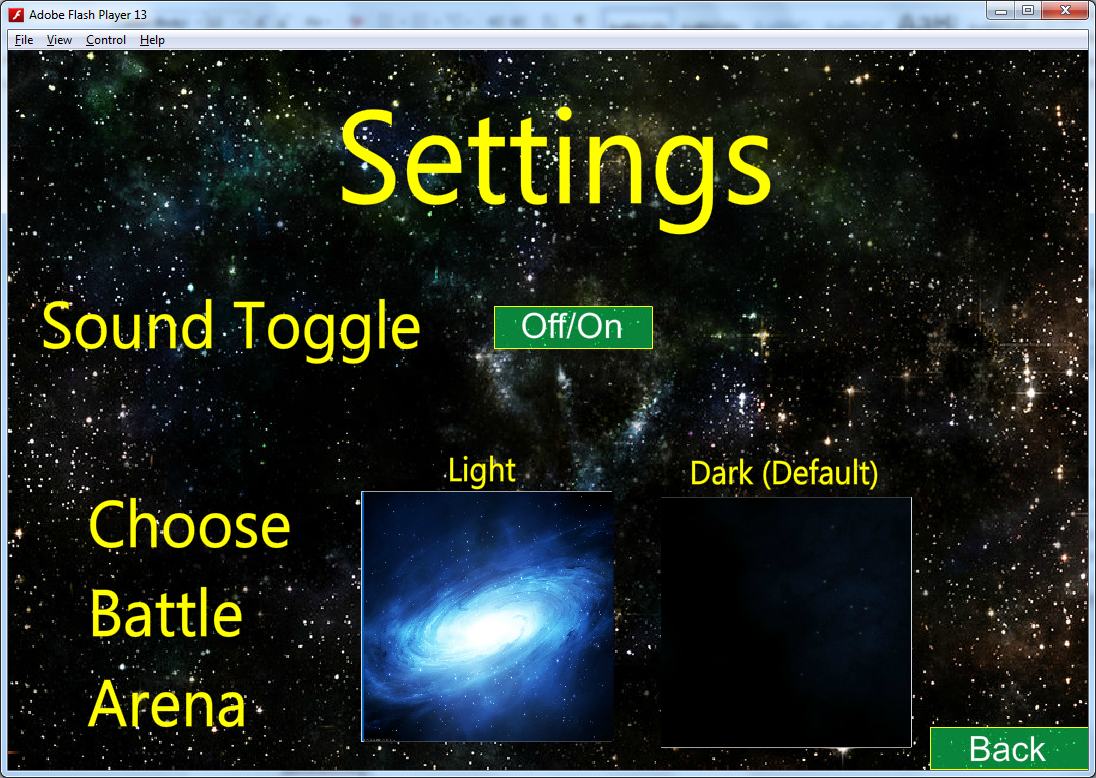 Adobe Flash Player 13
File View Control Help
Settings
Sound Toggle Off/On
Light Dark (Default)
Choose
Battle
Arena
Back